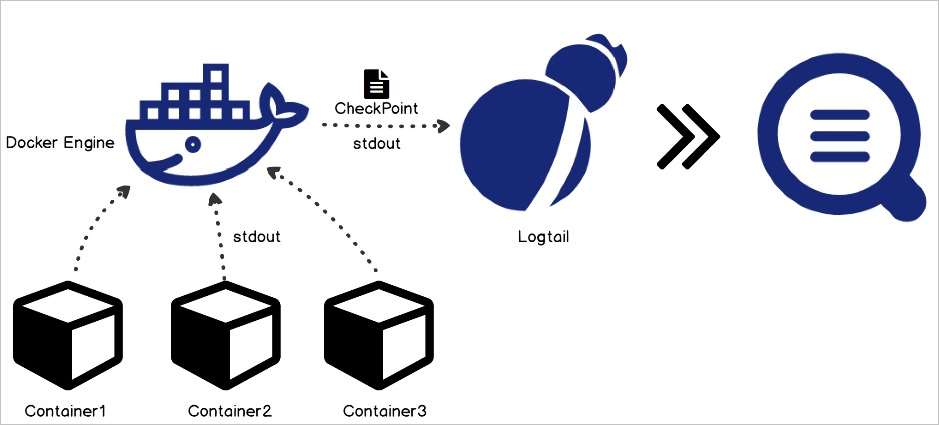 CheckPoint
Docker Engine
stdout
stdout
Logtail
Container1
Container2
Container3